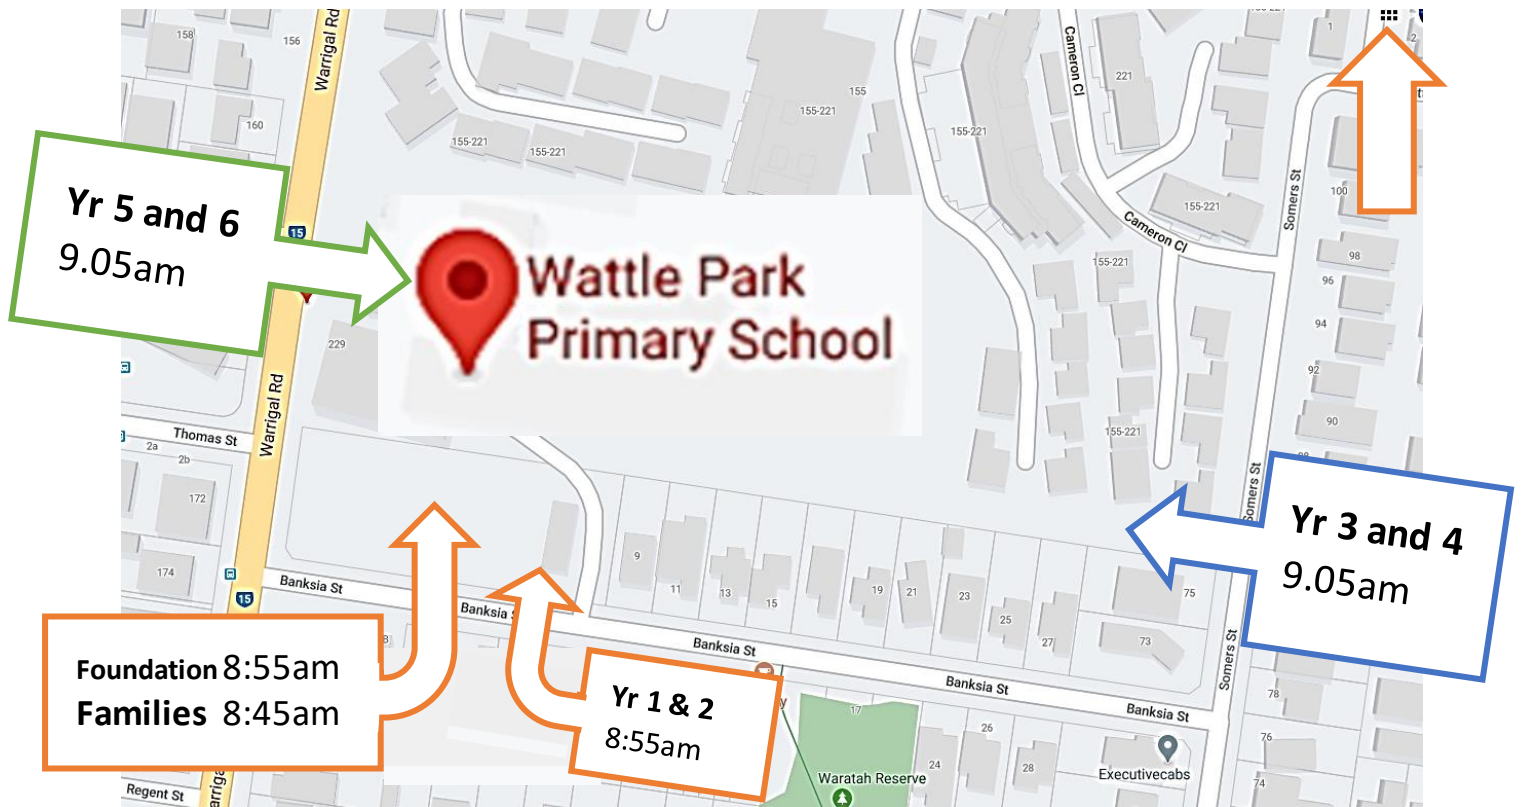 158
156
Warrigal Rd
160
155-221
155-221
155
155-221
155-221
Cameron Cl
221
155-221
1
2
100
Somers St
Cameron Cl
98
155-221
96
94
92
90
155-221
Yr 5 and 6
9.05am
15
Wattle Park
Primary School
229
Warrigal Rd
Thomas St
2a
2b
172
174
15
Banksia St
Banksia S
9
11
13
15
19
21
23
25
27
75
73
Somers St
Yr 3 and 4
9.05am
Somers St
Banksia St
Banksia St
Banksia St
Foundation 8:55am
Families 8:45am
Yr 1 & 2
8:55am
17
Waratah Reserve
24
26
28
Executivecabs
78
76
74
Regent St